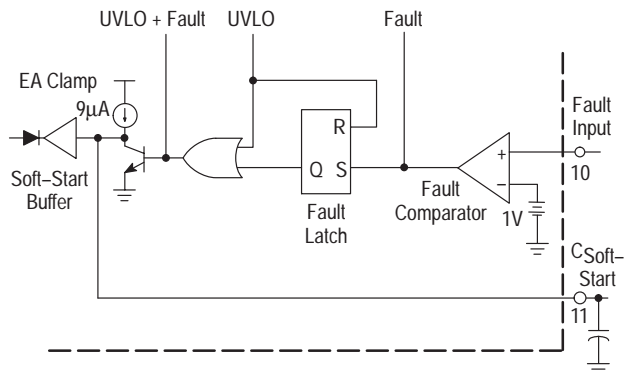 UVLO + Fault
UVLO
Fault
EA Clamp
9µA
Fault
Input
R
Q
S
+
–
10
Soft–Start
Buffer
Fault
Latch
Fault
Comparator
1V
CSoft–
Start
11